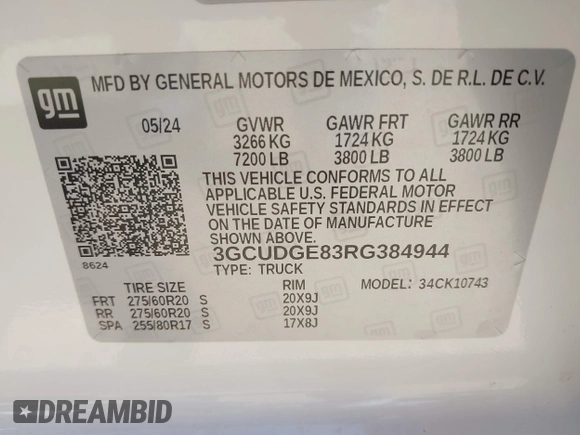 gm
MFD BY GENERAL MOTORS DE MEXICO, S. DE R.L. DE C.V.
05/24 GVWR GAWR FRT GAWR RR
3266 KG 1724 KG 1724 KG
7200 LB 3800 LB 3800 LB
THIS VEHICLE CONFORMS TO ALL
APPLICABLE U.S. FEDERAL MOTOR
VEHICLE SAFETY STANDARDS IN EFFECT
ON THE DATE OF MANUFACTURE
SHOWN ABOVE.
8624
3GCUDGE83RG384944
TYPE: TRUCK MODEL: 34CK10743
TIRE SIZE RIM
FRT 275/60R20 S 20X9J
RR 275/60R20 S 20X9J
SPA 255/80R17 S 17X8J
DREAMBID